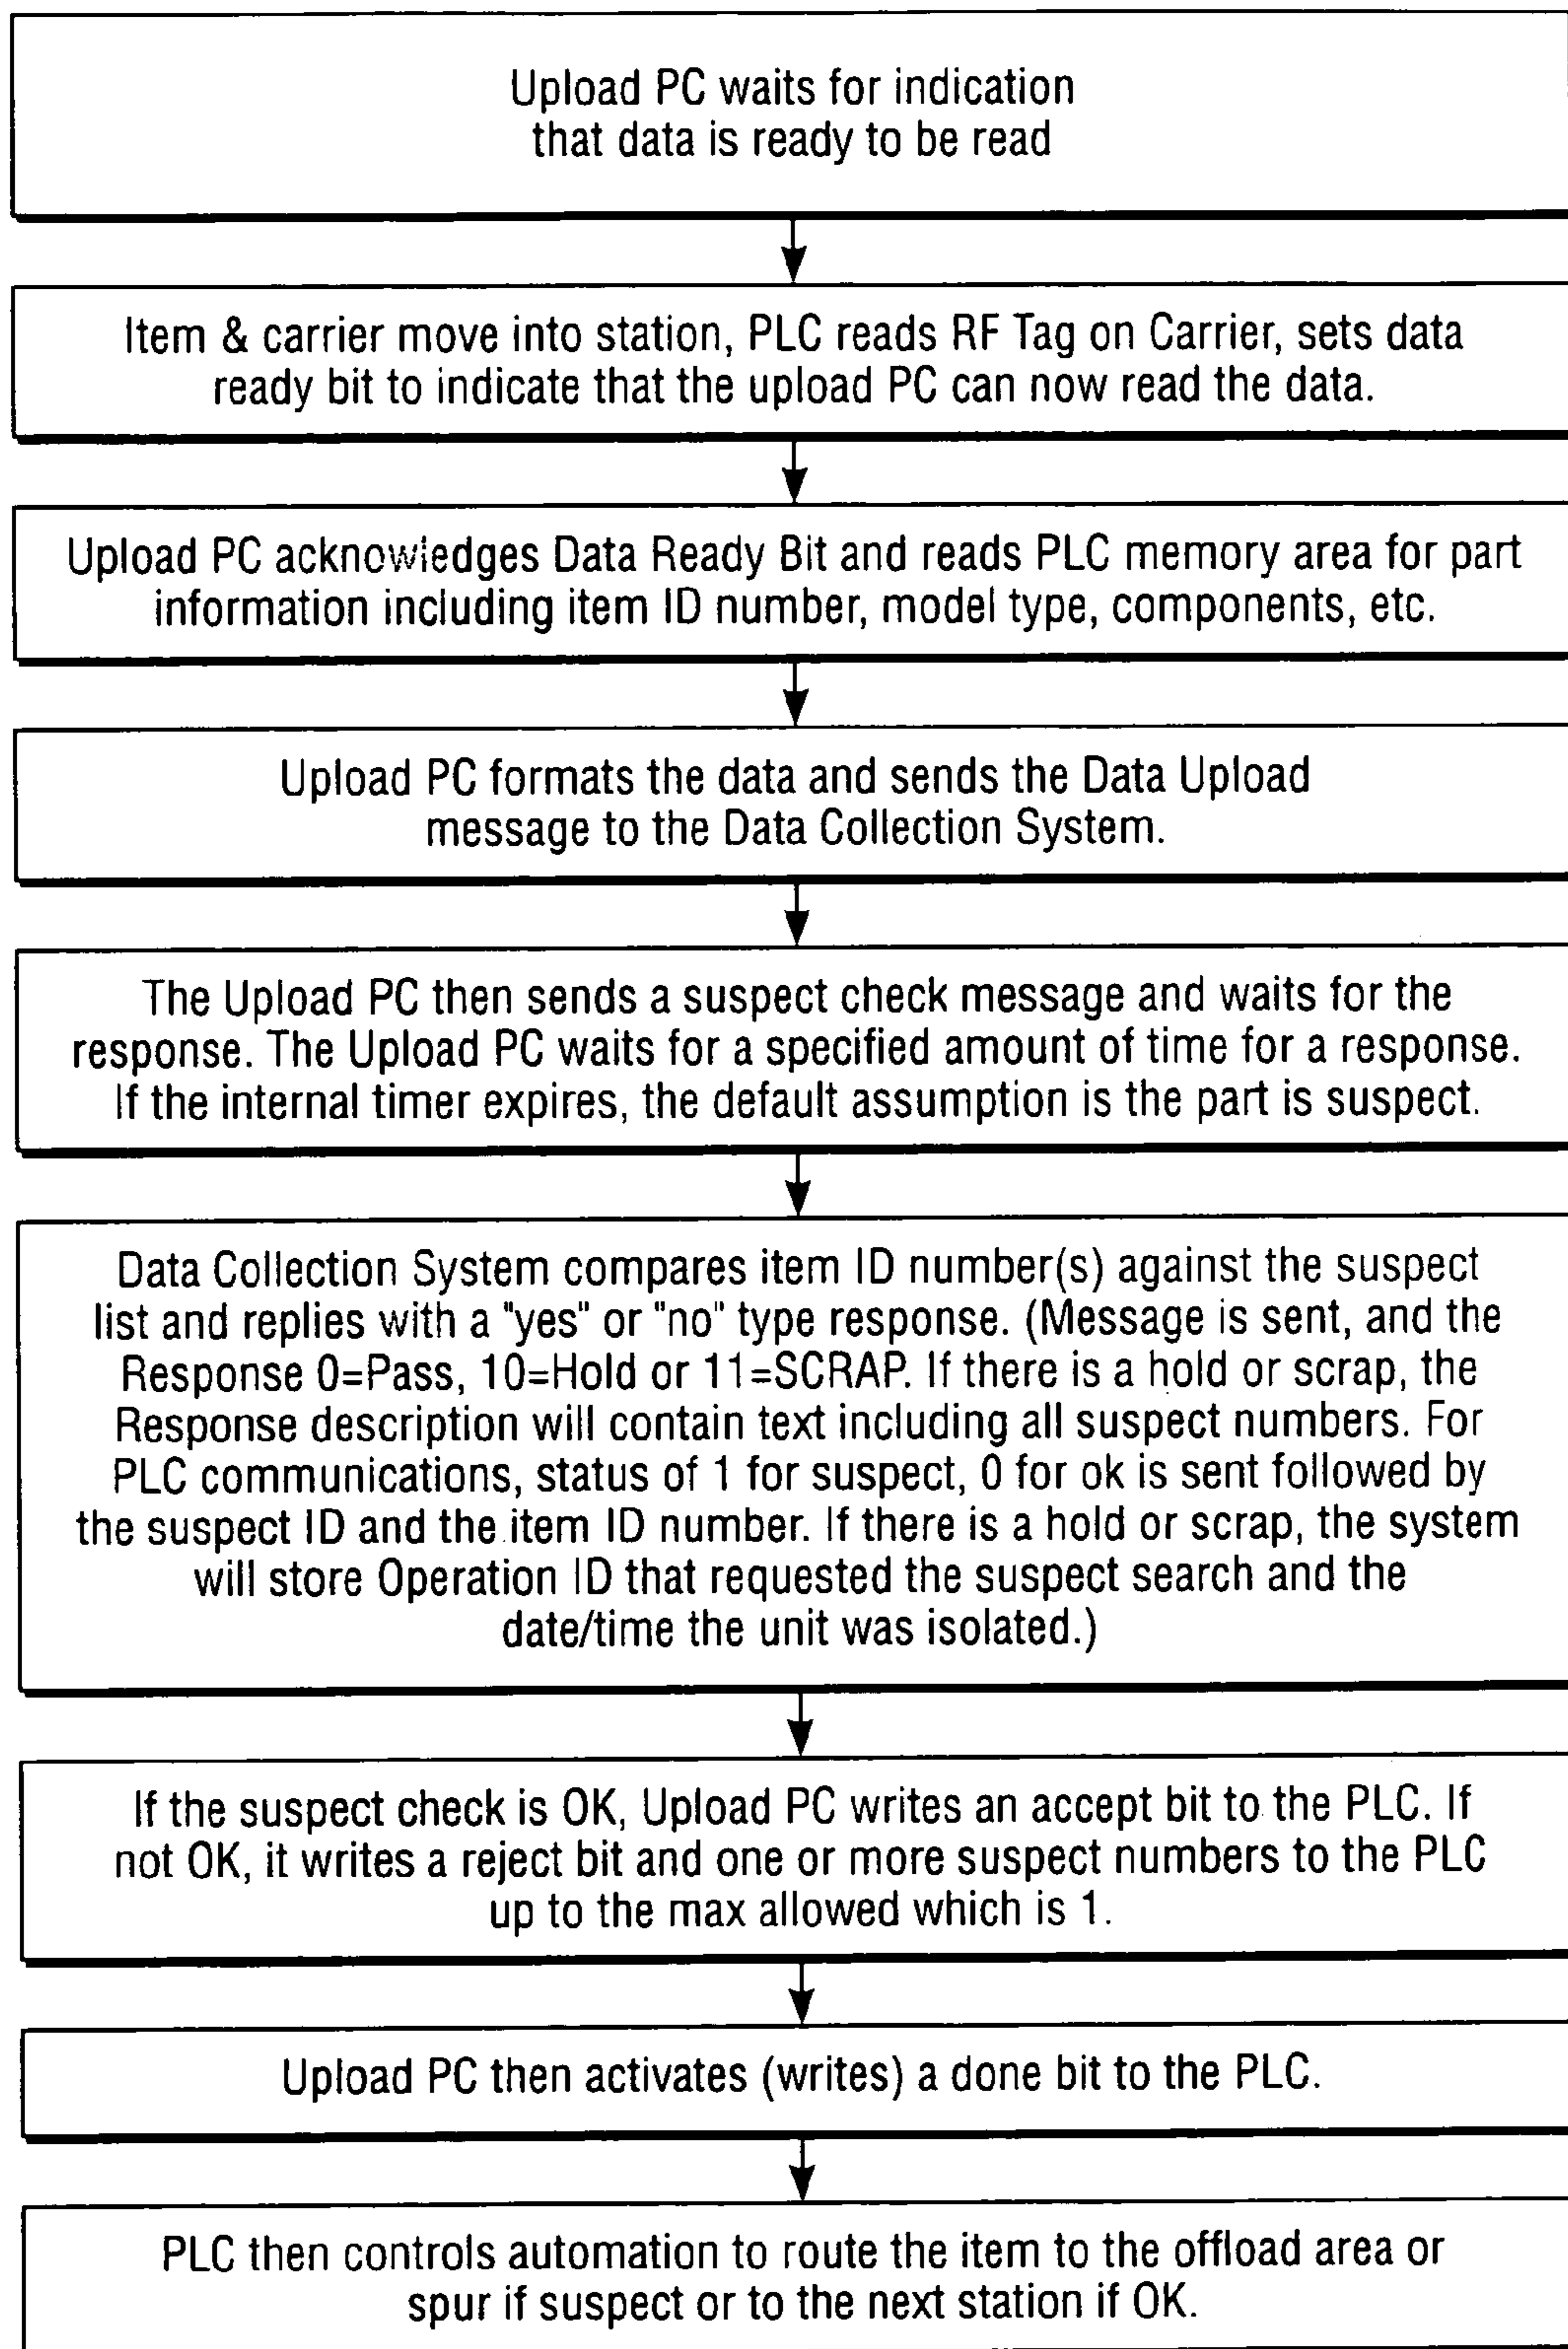 Upload PC waits for indication
that data is ready to be read
Item & carrier move into station, PLC reads RF Tag on Carrier, sets data
ready bit to indicate that the upload PC can now read the data.
Upload PC acknowledges Data Ready Bit and reads PLC memory area for part
information including item ID number, model type, components, etc.
Upload PC formats the data and sends the Data Upload
message to the Data Collection System.
The Upload PC then sends a suspect check message and waits for the
response. The Upload PC waits for a specified amount of time for a response.
If the internal timer expires, the default assumption is the part is suspect.
Data Collection System compares item ID number(s) against the suspect
list and replies with a "yes" or "no" type response. (Message is sent, and the
Response 0=Pass, 10=Hold or 11=SCRAP. If there is a hold or scrap, the
Response description will contain text including all suspect numbers. For
PLC communications, status of 1 for suspect, 0 for ok is sent followed by
the suspect ID and the item ID number. If there is a hold or scrap, the system
will store Operation ID that requested the suspect search and the
date/time the unit was isolated.)
If the suspect check is OK, Upload PC writes an accept bit to the PLC. If
not OK, it writes a reject bit and one or more suspect numbers to the PLC
up to the max allowed which is 1.
Upload PC then activates (writes) a done bit to the PLC.
PLC then controls automation to route the item to the offload area or
spur if suspect or to the next station if OK.